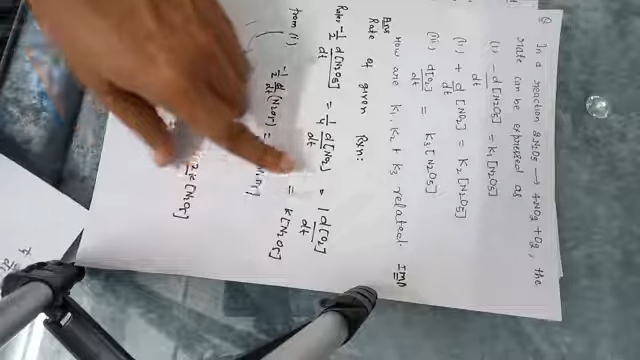 Q. In a reaction 2N2O5 → 4NO2 + O2, the
rate can be expressed as
(i) - d[N2O5]/dt = K1[N2O5]
(ii) + d/dt [NO2] = K2[N2O5]
(iii) d[O2]/dt = K3[N2O5]
How are K1, K2 + K3 related. IMP
Ans
Rate of given Rxn:
Rate: -1/2 d[N2O5]/dt = 1/4 d[NO2]/dt = 1 d[O2]/dt
= K[N2O5]
from (i)